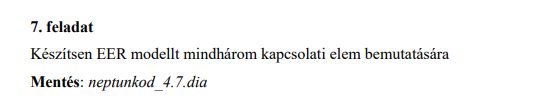 7. feladat
Készítsen EER modellt mindhárom kapcsolati elem bemutatására
Mentés: neptunkod_4.7.dia